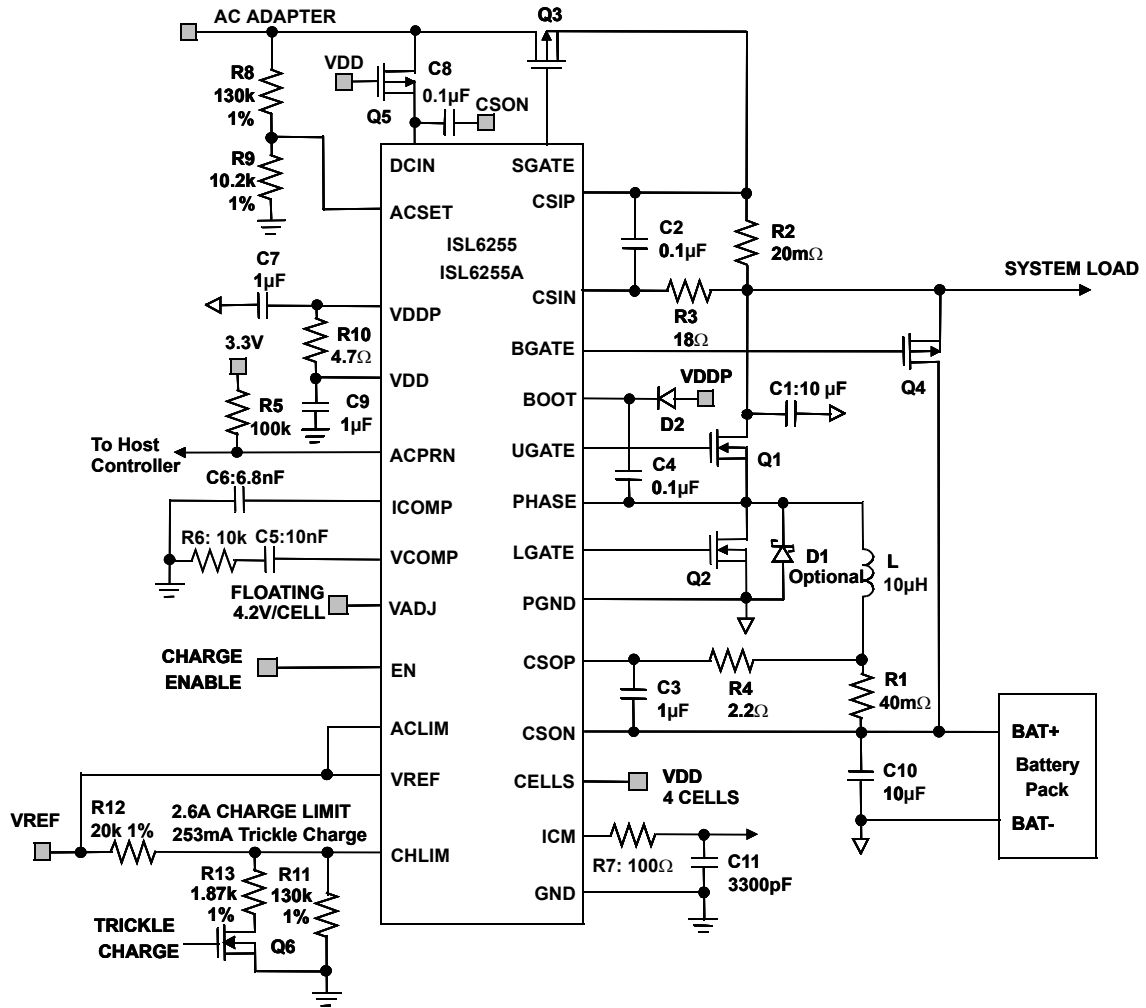 AC ADAPTER
Q3
R8
130k
1%
VDD
C8
0.1µF
CSON
Q5
R9
10.2k
1%
DCIN
SGATE
CSIP
ACSET
ISL6255
ISL6255A
C2
0.1µF
R2
20mΩ
C7
1µF
SYSTEM LOAD
CSIN
R3
18Ω
VDDP
R10
4.7Ω
3.3V
BGATE
Q4
VDD
VDDP
C1:10 µF
BOOT
D2
R5
100k
C9
1µF
UGATE
Q1
To Host
Controller
ACPRN
C4
0.1µF
C6:6.8nF
ICOMP
PHASE
R6: 10k
C5:10nF
VCOMP
LGATE
Q2
D1
Optional
L
10µH
FLOATING
4.2V/CELL
VADJ
PGND
CHARGE
ENABLE
EN
CSOP
R4
2.2Ω
C3
1µF
R1
40mΩ
ACLIM
CSON
BAT+
Battery
Pack
BAT-
VREF
CELLS
VDD
4 CELLS
C10
10µF
VREF
R12
20k 1%
2.6A CHARGE LIMIT
253mA Trickle Charge
CHLIM
ICM
R7: 100Ω
C11
3300pF
GND
R13
1.87k
1%
R11
130k
1%
TRICKLE
CHARGE
Q6